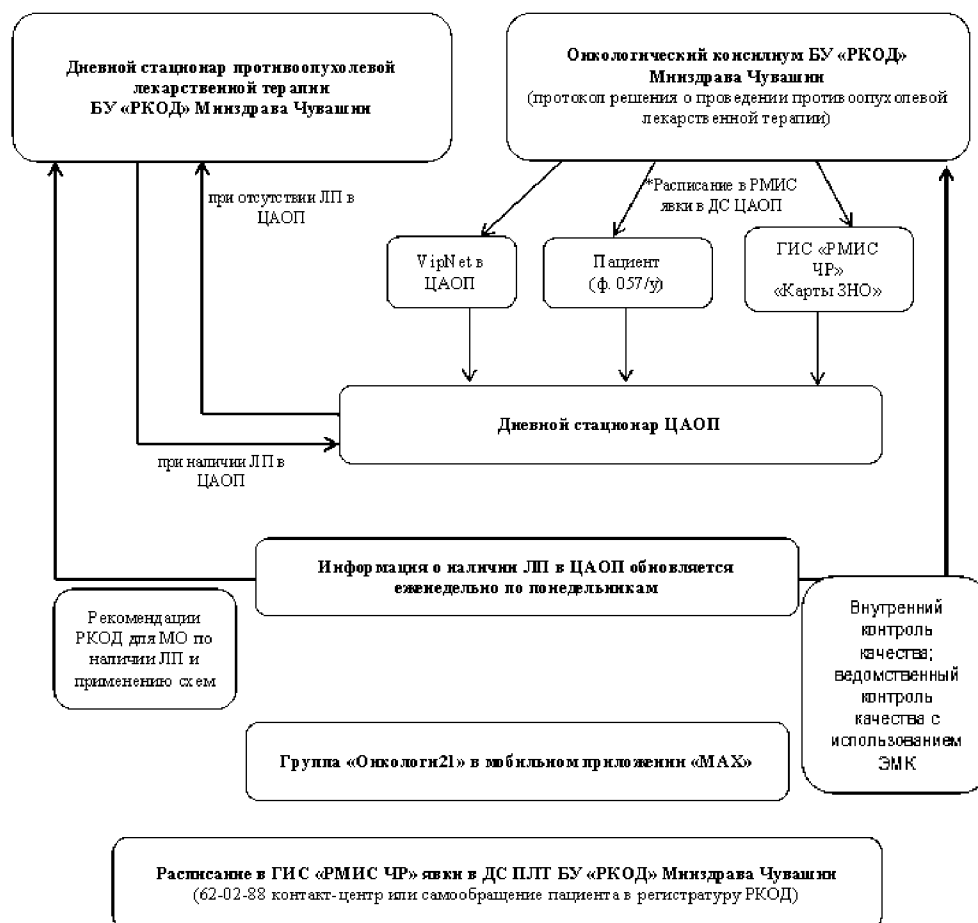 Дневной стационар противоопухолевой
лекарственной терапии
БУ «РКОД» Минздрава Чувашии
Онкологический консилиум БУ «РКОД»
Минздрава Чувашии
(протокол решения о проведении противоопухолевой
лекарственной терапии)
при отсутствии ЛП в
ЦАОП
*Расписание в РМИС
явки в ДС ЦАОП
VipNet в
ЦАОП
Пациент
(ф. 057/у)
ГИС «РМИС
ЧР»
«Карты ЗНО»
Дневной стационар ЦАОП
при наличии ЛП в
ЦАОП
Информация о наличии ЛП в ЦАОП обновляется
еженедельно по понедельникам
Рекомендации
РКОД для МО по
наличии ЛП и
применению схем
Внутренний
контроль
качества;
ведомственный
контроль
качества с
использованием
ЭМК
Группа «Онкологи21» в мобильном приложении «МАХ»
Расписание в ГИС «РМИС ЧР» явки в ДС ПЛТ БУ «РКОД» Минздрава Чувашии
(62-02-88 контакт-центр или самообращение пациента в регистратуру РКОД)